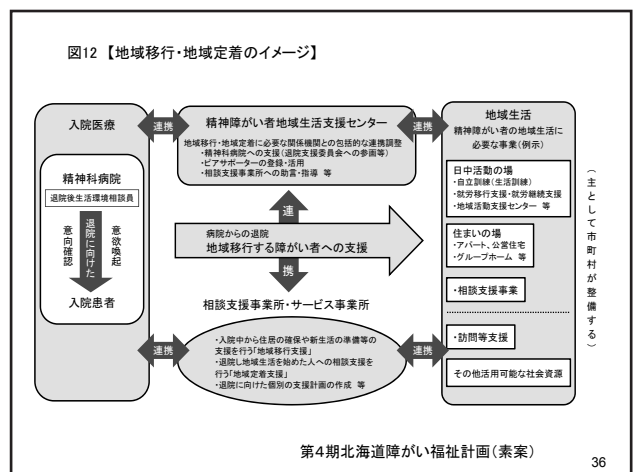 図12 【地域移行・地域定着のイメージ】
入院医療
精神科病院
退院後生活環境相談員
意向確認
退院に向けた
意欲喚起
入院患者
連携
精神障がい者地域生活支援センター
地域移行・地域定着に必要な関係機関との包括的な連携調整
・精神科病院への支援(退院支援委員会への参画等)
・ピアサポーターの登録・活用
・相談支援事業所への助言・指導 等
連携
連
病院からの退院
地域移行する障がい者への支援
携
相談支援事業所・サービス事業所
連携
・入院中から住居の確保や新生活の準備等の
支援を行う「地域移行支援」
・退院し地域生活を始めた人への相談支援を
行う「地域定着支援」
・退院に向けた個別の支援計画の作成 等
連携
地域生活
精神障がい者の地域生活に
必要な事業(例示)
日中活動の場
・自立訓練(生活訓練)
・就労移行支援・就労継続支援
・地域活動支援センター 等
住まいの場
・アパート、公営住宅
・グループホーム 等
・相談支援事業
・訪問等支援
その他活用可能な社会資源
(主として市町村が整備する)
第4期北海道障がい福祉計画(素案)
36